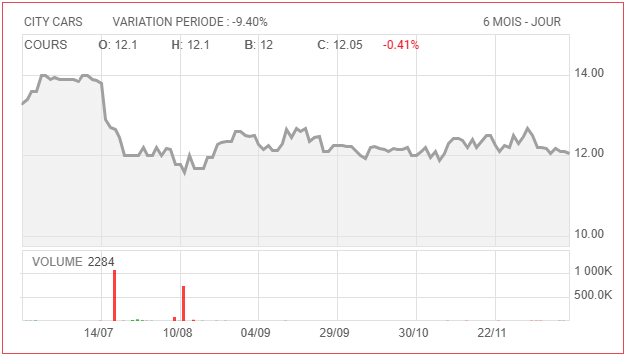 CITY CARS VARIATION PERIODE : -9.40% 6 MOIS - JOUR
COURS O: 12.1 H: 12.1 B: 12 C: 12.05 -0.41%
14.00
12.00
10.00
VOLUME 2284
1 000K
500.0K
14/07 10/08 04/09 29/09 30/10 22/11